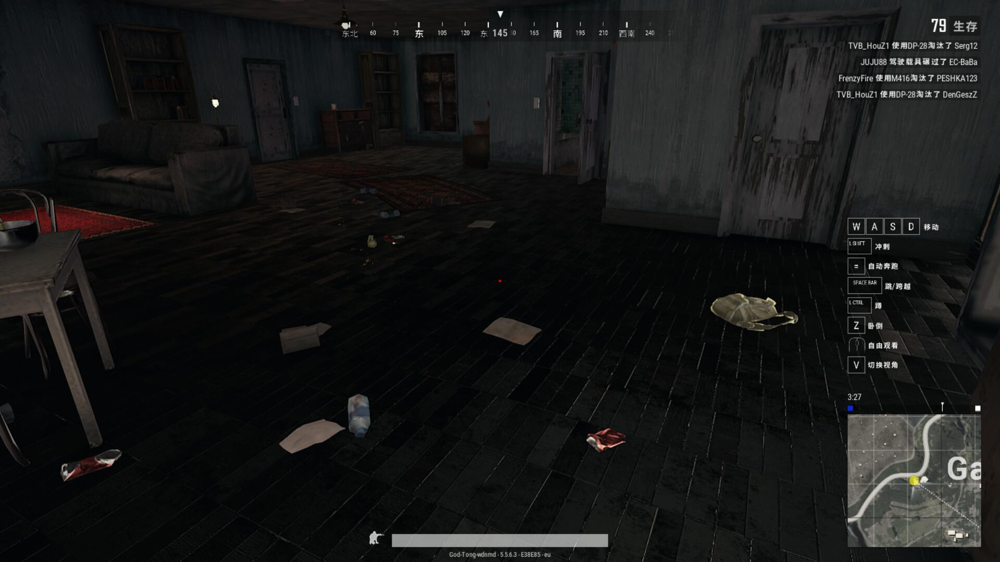 东北 60 75 东 105 120 东 145 50 165 南 195 210 西南 240
79 生存
TVB_HouZ1 使用DP-28淘汰了 Serg12
JUJU88 驾驶载具碾过了 EC-BaBa
FrenzyFire 使用M416淘汰了 PESHKA123
TVB_HouZ1 使用DP-28淘汰了 DenGeszZ
W A S D 移动
L SHIFT 冲刺
= 自动奔跑
SPACE BAR 跳/跨越
L CTRL 蹲
Z 卧倒
自由观看
V 切换视角
3:27
Ga
God-Tong-wdnmd - 5.5.6.3 - E38E85 - eu